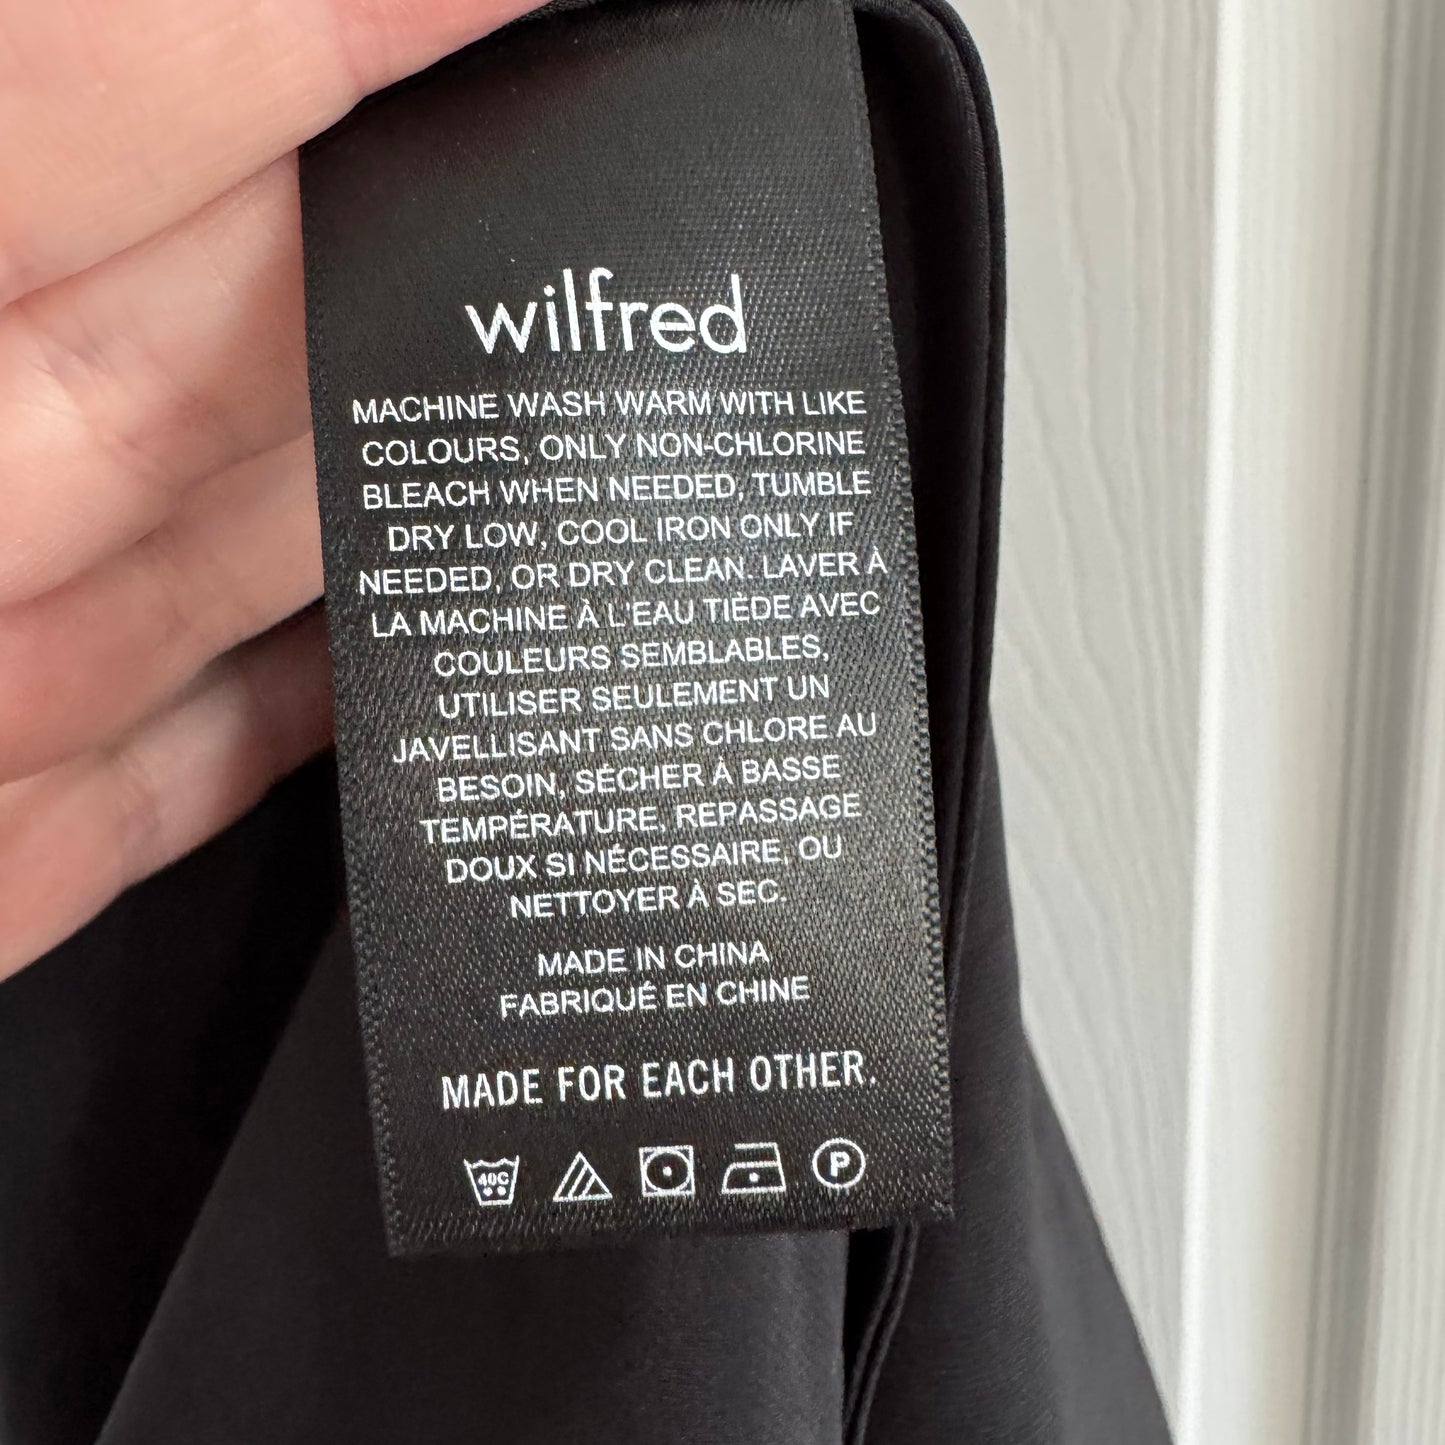 wilfred
MACHINE WASH WARM WITH LIKE
COLOURS, ONLY NON-CHLORINE
BLEACH WHEN NEEDED, TUMBLE
DRY LOW, COOL IRON ONLY IF
NEEDED, OR DRY CLEAN. LAVER À
LA MACHINE À L'EAU TIÈDE AVEC
COULEURS SEMBLABLES,
UTILISER SEULEMENT UN
JAVELLISANT SANS CHLORE AU
BESOIN, SÉCHER À BASSE
TEMPÉRATURE, REPASSAGE
DOUX SI NÉCESSAIRE, OU
NETTOYER À SEC.
MADE IN CHINA
FABRIQUÉ EN CHINE
MADE FOR EACH OTHER.
40C P